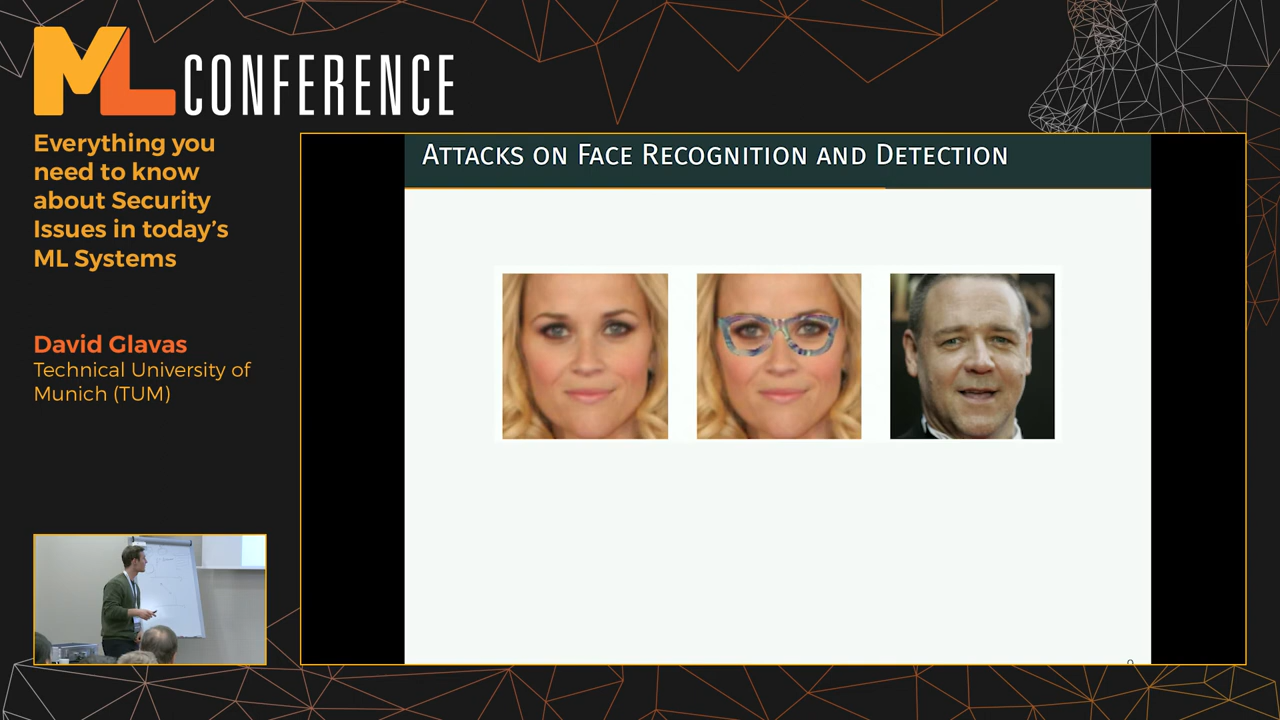 ML CONFERENCE
Everything you
need to know
about Security
Issues in today's
ML Systems
David Glavas
Technical University of
Munich (TUM)
Attacks on Face Recognition and Detection